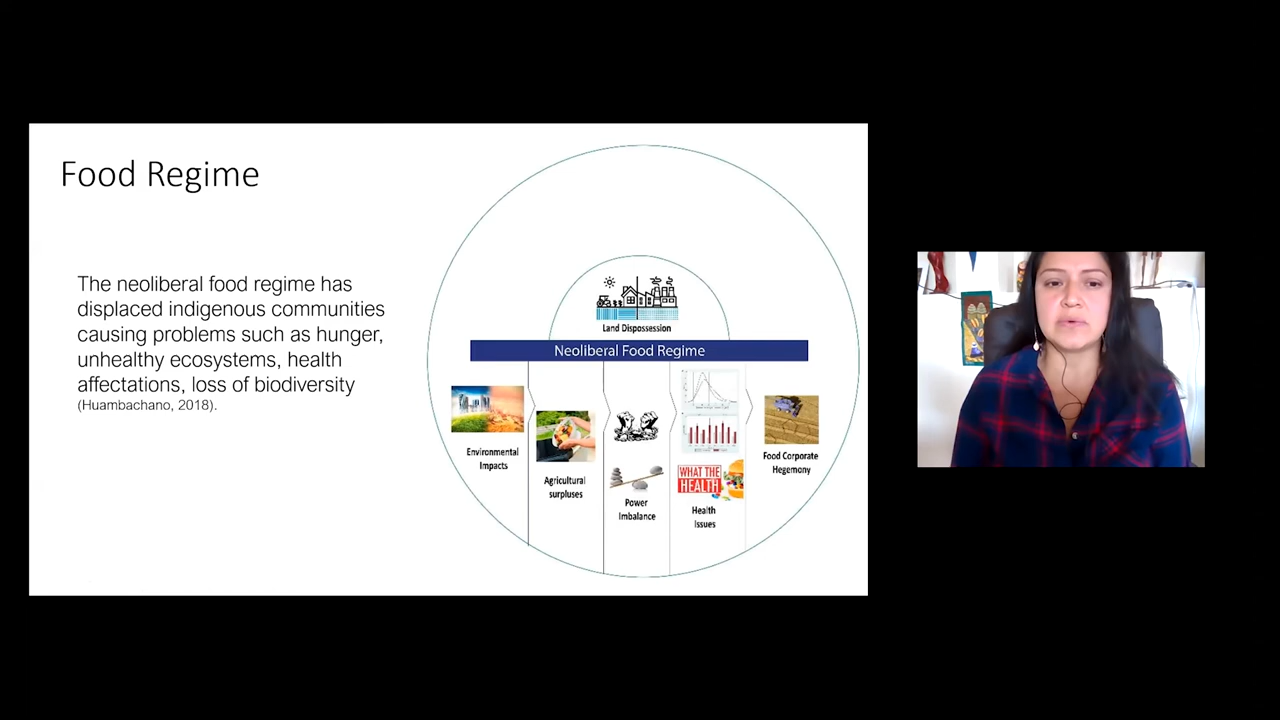 Food Regime
The neoliberal food regime has
displaced indigenous communities
causing problems such as hunger,
unhealthy ecosystems, health
affectations, loss of biodiversity
(Huambachano, 2018).
Land Dispossession
Neoliberal Food Regime
Environmental
Impacts
Agricultural
surpluses
Power
Imbalance
WHAT THE
HEALTH
Health
Issues
Food Corporate
Hegemony